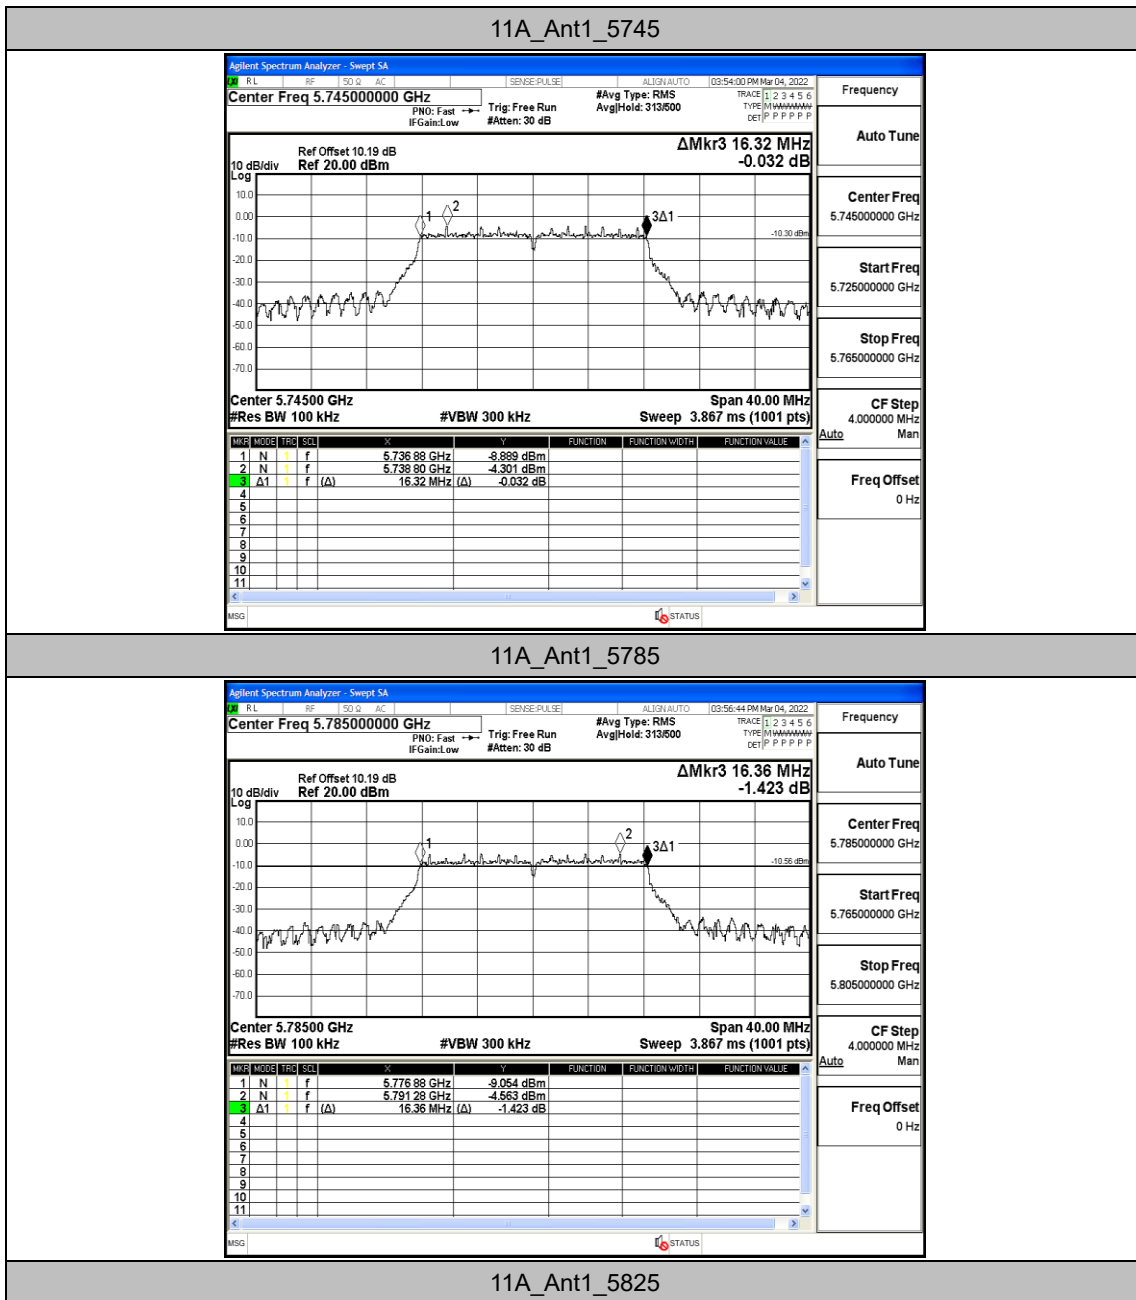 11A_Ant1_5745
Agilent Spectrum Analyzer - Swept SA
RL RF 50 Ω AC SENSE:PULSE ALIGNAUTO 03:54:00 PM Mar 04, 2022
Center Freq 5.745000000 GHz
PNO: Fast
IFGain:Low
Trig: Free Run
#Atten: 30 dB
#Avg Type: RMS
Avg|Hold: 313/500
TRACE 1 2 3 4 5 6
TYPE M W W W W W
DET P P P P P P
ΔMkr3 16.32 MHz
-0.032 dB
Ref Offset 10.19 dB
10 dB/div Ref 20.00 dBm
Log
10.0
0.00
-10.0
-20.0
-30.0
-40.0
-50.0
-60.0
-70.0
1
2
3Δ1
-10.30 dBm
Center 5.74500 GHz Span 40.00 MHz
#Res BW 100 kHz #VBW 300 kHz Sweep 3.867 ms (1001 pts)
MKR MODE TRC SCL X Y FUNCTION FUNCTION WIDTH FUNCTION VALUE
1 N 1 f 5.736 88 GHz -8.889 dBm
2 N 1 f 5.738 80 GHz -4.301 dBm
3 Δ1 1 f (Δ) 16.32 MHz (Δ) -0.032 dB
4
5
6
7
8
9
10
11
MSG STATUS
Frequency
Auto Tune
Center Freq
5.745000000 GHz
Start Freq
5.725000000 GHz
Stop Freq
5.765000000 GHz
CF Step
4.000000 MHz
Auto Man
Freq Offset
0 Hz
11A_Ant1_5785
Agilent Spectrum Analyzer - Swept SA
RL RF 50 Ω AC SENSE:PULSE ALIGNAUTO 03:56:44 PM Mar 04, 2022
Center Freq 5.785000000 GHz
PNO: Fast
IFGain:Low
Trig: Free Run
#Atten: 30 dB
#Avg Type: RMS
Avg|Hold: 313/500
TRACE 1 2 3 4 5 6
TYPE M W W W W W
DET P P P P P P
ΔMkr3 16.36 MHz
-1.423 dB
Ref Offset 10.19 dB
10 dB/div Ref 20.00 dBm
Log
10.0
0.00
-10.0
-20.0
-30.0
-40.0
-50.0
-60.0
-70.0
1
2
3Δ1
-10.56 dBm
Center 5.78500 GHz Span 40.00 MHz
#Res BW 100 kHz #VBW 300 kHz Sweep 3.867 ms (1001 pts)
MKR MODE TRC SCL X Y FUNCTION FUNCTION WIDTH FUNCTION VALUE
1 N 1 f 5.776 88 GHz -9.054 dBm
2 N 1 f 5.791 28 GHz -4.563 dBm
3 Δ1 1 f (Δ) 16.36 MHz (Δ) -1.423 dB
4
5
6
7
8
9
10
11
MSG STATUS
Frequency
Auto Tune
Center Freq
5.785000000 GHz
Start Freq
5.765000000 GHz
Stop Freq
5.805000000 GHz
CF Step
4.000000 MHz
Auto Man
Freq Offset
0 Hz
11A_Ant1_5825